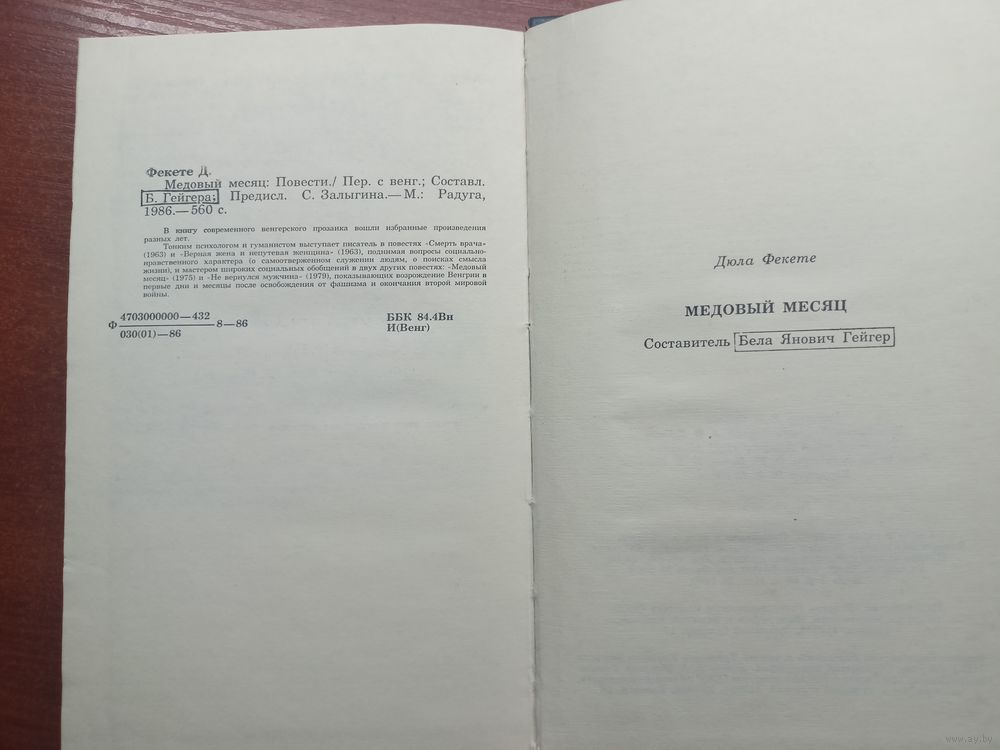 Фекете Д.
Медовый месяц: Повести./ Пер. с венг.; Составл.
Б. Гейгера; Предисл. С. Залыгина.— М.: Радуга,
1986.—560 с.
В книгу современного венгерского прозаика вошли избранные произведения
разных лет.
Тонким психологом и гуманистом выступает писатель в повестях «Смерть врача»
(1963) и «Верная жена и непутевая женщина» (1963), поднимая вопросы социально-
нравственного характера (о самоотверженном служении людям, о поисках смысла
жизни), и мастером широких социальных обобщений в двух других повестях: «Медовый
месяц» (1975) и «Не вернулся мужчина» (1979), показывающих возрождение Венгрии в
первые дни и месяцы после освобождения от фашизма и окончания второй мировой
войны.
4703000000—432
Ф 8—86
030(01)—86
ББК 84.4Вн
И(Венг)
Дюла Фекете
МЕДОВЫЙ МЕСЯЦ
Составитель Бела Янович Гейгер
www.ay.by